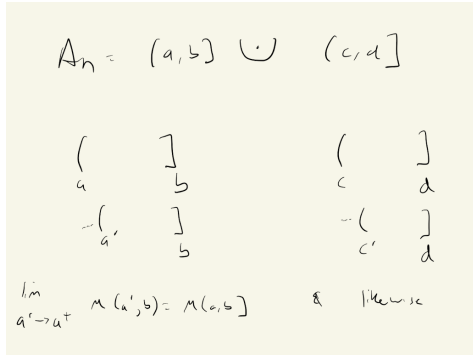 An = (a, b] ⊍ (c, d]
( ] ( ]
a b c d
-( ] -( ]
a' b c' d
lim a'→a⁺ μ(a', b) = μ(a, b] & likewise